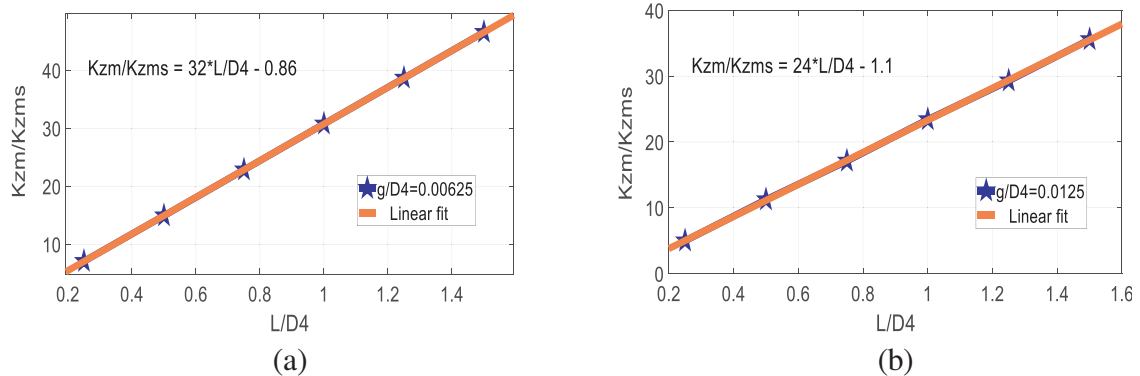 Kzm/Kzms = 32*L/D4 - 0.86
Kzm/Kzms
40
30
20
10
g/D4=0.00625
Linear fit
0.2 0.4 0.6 0.8 1 1.2 1.4
L/D4
(a)
40
Kzm/Kzms = 24*L/D4 - 1.1
Kzm/Kzms
30
20
10
0
g/D4=0.0125
Linear fit
0.2 0.4 0.6 0.8 1 1.2 1.4 1.6
L/D4
(b)